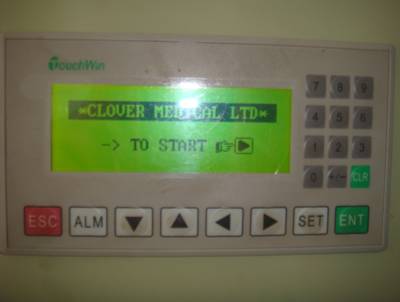 TouchWin
*CLOVER MEDICAL LTD*
-> TO START
7 8 9
4 5 6
1 2 3
0 +/- CLR
ESC ALM SET ENT